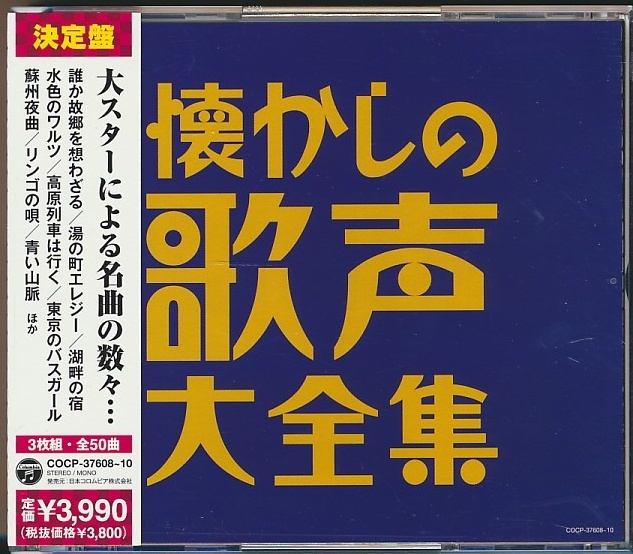 決定盤
大スターによる名曲の数々…
誰か故郷を想わざる／湯の町エレジー／湖畔の宿
水色のワルツ／高原列車は行く／東京のバスガール
蘇州夜曲／リンゴの唄／青い山脈 ほか
3枚組・全50曲
Columbia
COCP-37608~10
STEREO / MONO
発売元:日本コロムビア株式会社
定価¥3,990
(税抜価格¥3,800)
懐かしの
歌声
大全集
COCP-37608~10